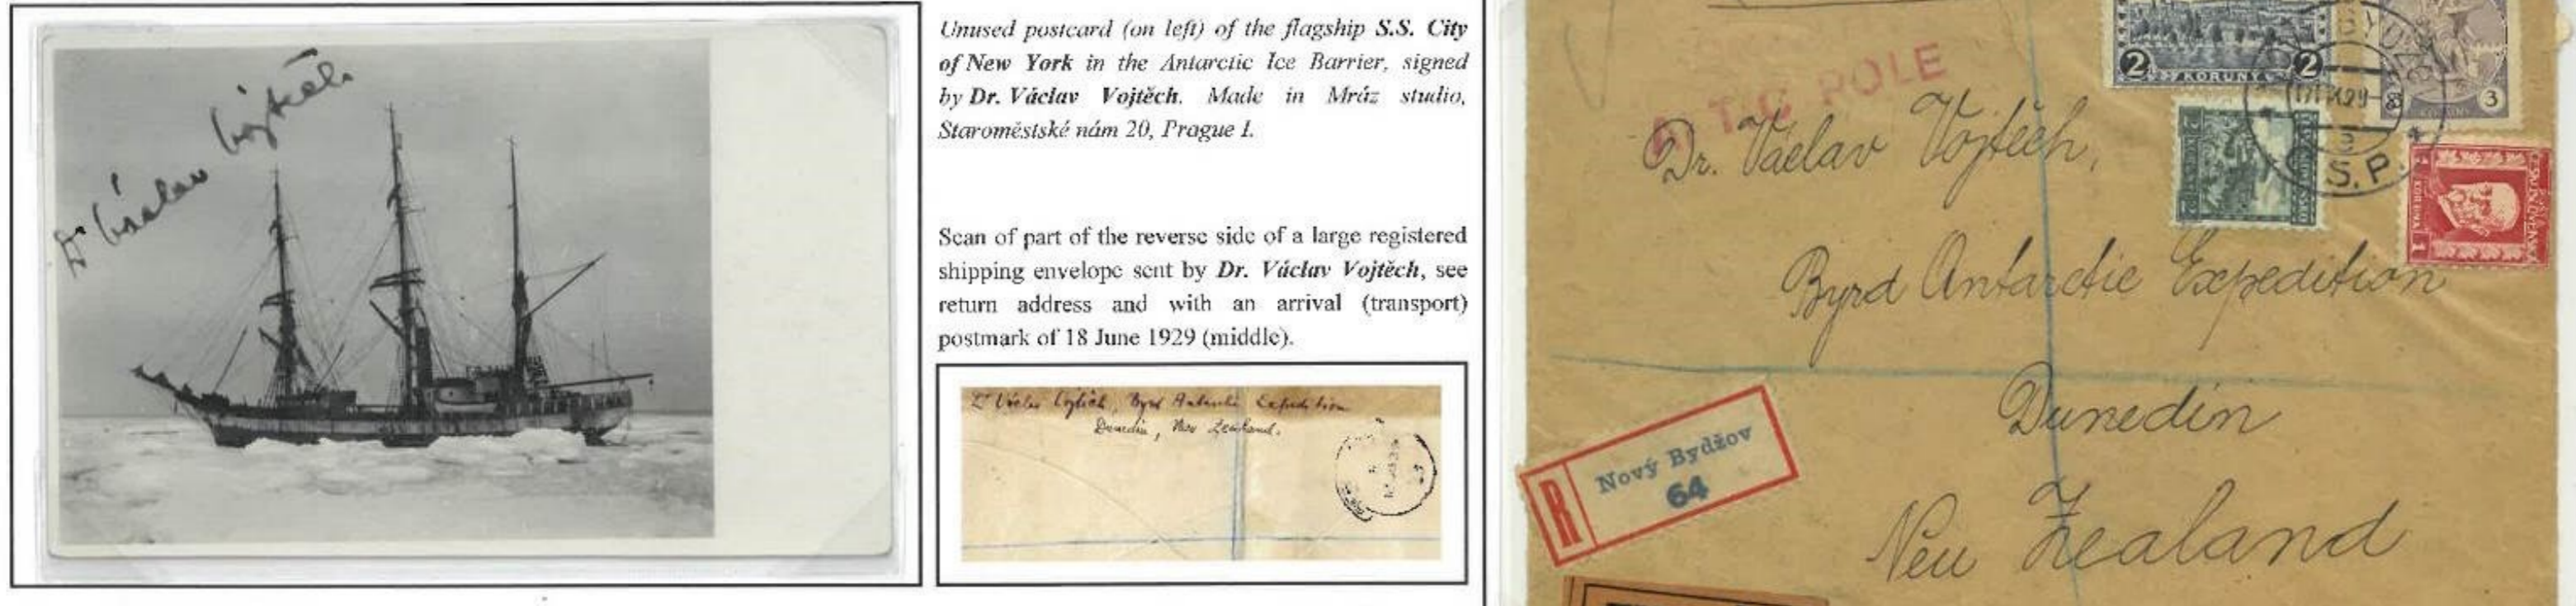 Dr Václav Vojtěch.
Unused postcard (on left) of the flagship S.S. City
of New York in the Antarctic Ice Barrier, signed
by Dr. Václav Vojtěch. Made in Mráz studio,
Staroměstské nám 20, Prague 1.
Scan of part of the reverse side of a large registered
shipping envelope sent by Dr. Václav Vojtěch, see
return address and with an arrival (transport)
postmark of 18 June 1929 (middle).
Dr Václav Vojtěch, Byrd Antarctic Expedition
Dunedin, New Zealand.
POLE
2 KORUNY 2
3
S.P.
1
Dr. Václav Vojtěch,
Byrd Antarctic Expedition
Dunedin
New Zealand
R
Nový Bydžov
64